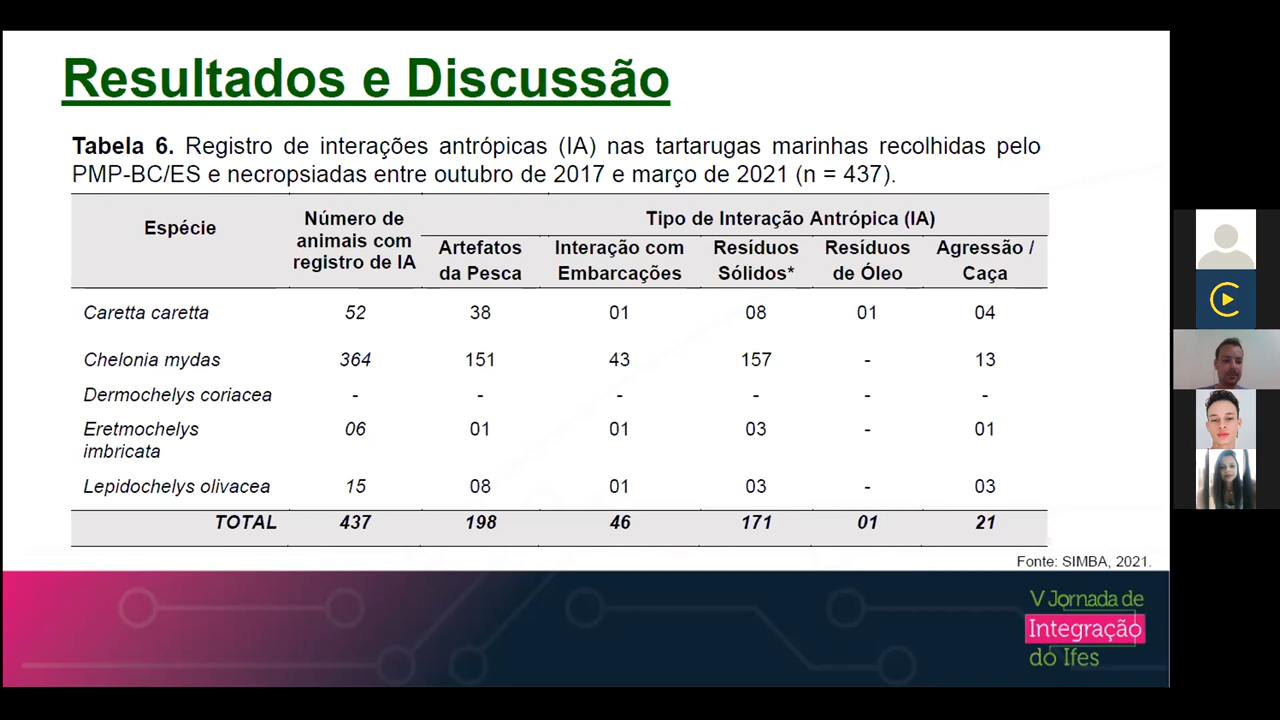 Resultados e Discussão
Tabela 6. Registro de interações antrópicas (IA) nas tartarugas marinhas recolhidas pelo
PMP-BC/ES e necropsiadas entre outubro de 2017 e março de 2021 (n = 437).
Espécie Número de animais com registro de IA Tipo de Interação Antrópica (IA)
Artefatos da Pesca Interação com Embarcações Resíduos Sólidos* Resíduos de Óleo Agressão / Caça
Caretta caretta 52 38 01 08 01 04
Chelonia mydas 364 151 43 157 - 13
Dermochelys coriacea - - - - - -
Eretmochelys imbricata 06 01 01 03 - 01
Lepidochelys olivacea 15 08 01 03 - 03
TOTAL 437 198 46 171 01 21
Fonte: SIMBA, 2021.
V Jornada de
Integração
do Ifes